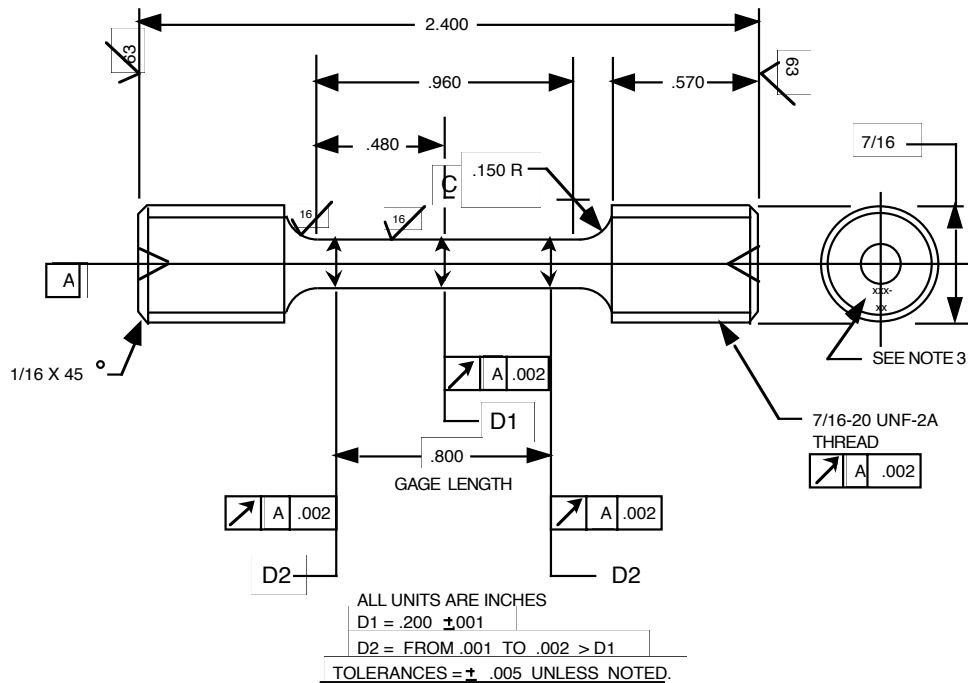 2.400
63
63
.960
.570
.480
7/16
C
.150 R
16
16
A
xxx-
xx
1/16 X 45 °
SEE NOTE 3
A .002
D1
7/16-20 UNF-2A
THREAD
A .002
.800
GAGE LENGTH
A .002
A .002
D2
D2
ALL UNITS ARE INCHES
D1 = .200 ±.001
D2 = FROM .001 TO .002 > D1
TOLERANCES = ± .005 UNLESS NOTED.